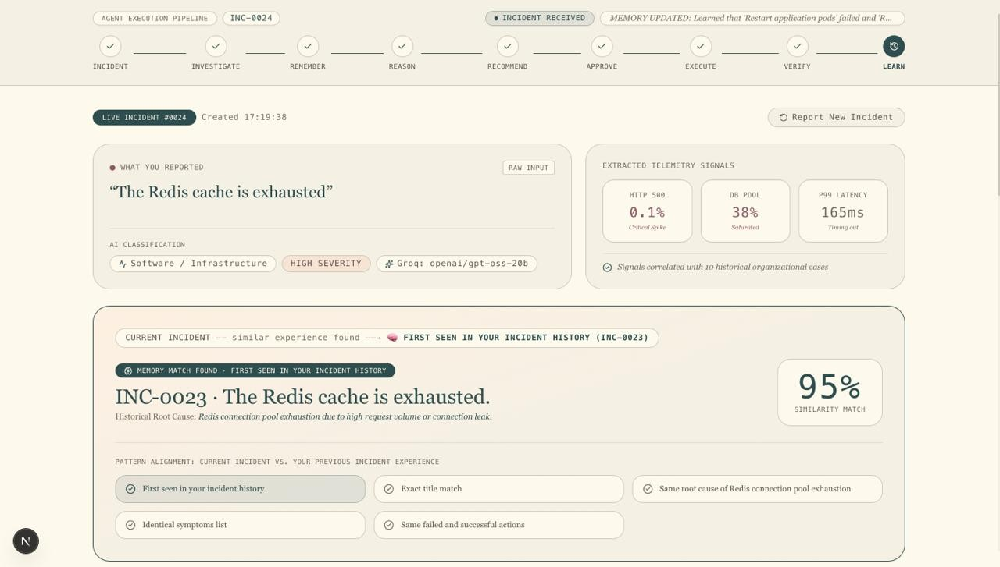 AGENT EXECUTION PIPELINE INC-0024 INCIDENT RECEIVED MEMORY UPDATED: Learned that 'Restart application pods' failed and 'R...
INCIDENT INVESTIGATE REMEMBER REASON RECOMMEND APPROVE EXECUTE VERIFY LEARN
LIVE INCIDENT #0024 Created 17:19:38 Report New Incident
WHAT YOU REPORTED RAW INPUT
“The Redis cache is exhausted”
AI CLASSIFICATION
Software / Infrastructure HIGH SEVERITY Groq: openai/gpt-oss-20b
EXTRACTED TELEMETRY SIGNALS
HTTP 500 DB POOL P99 LATENCY
0.1% 38% 165ms
Critical Spike Saturated Timing out
Signals correlated with 10 historical organizational cases
CURRENT INCIDENT —— similar experience found ——→ 🧠 FIRST SEEN IN YOUR INCIDENT HISTORY (INC-0023)
MEMORY MATCH FOUND · FIRST SEEN IN YOUR INCIDENT HISTORY
INC-0023 · The Redis cache is exhausted.
Historical Root Cause: Redis connection pool exhaustion due to high request volume or connection leak.
95%
SIMILARITY MATCH
PATTERN ALIGNMENT: CURRENT INCIDENT VS. YOUR PREVIOUS INCIDENT EXPERIENCE
First seen in your incident history Exact title match Same root cause of Redis connection pool exhaustion
Identical symptoms list Same failed and successful actions
N